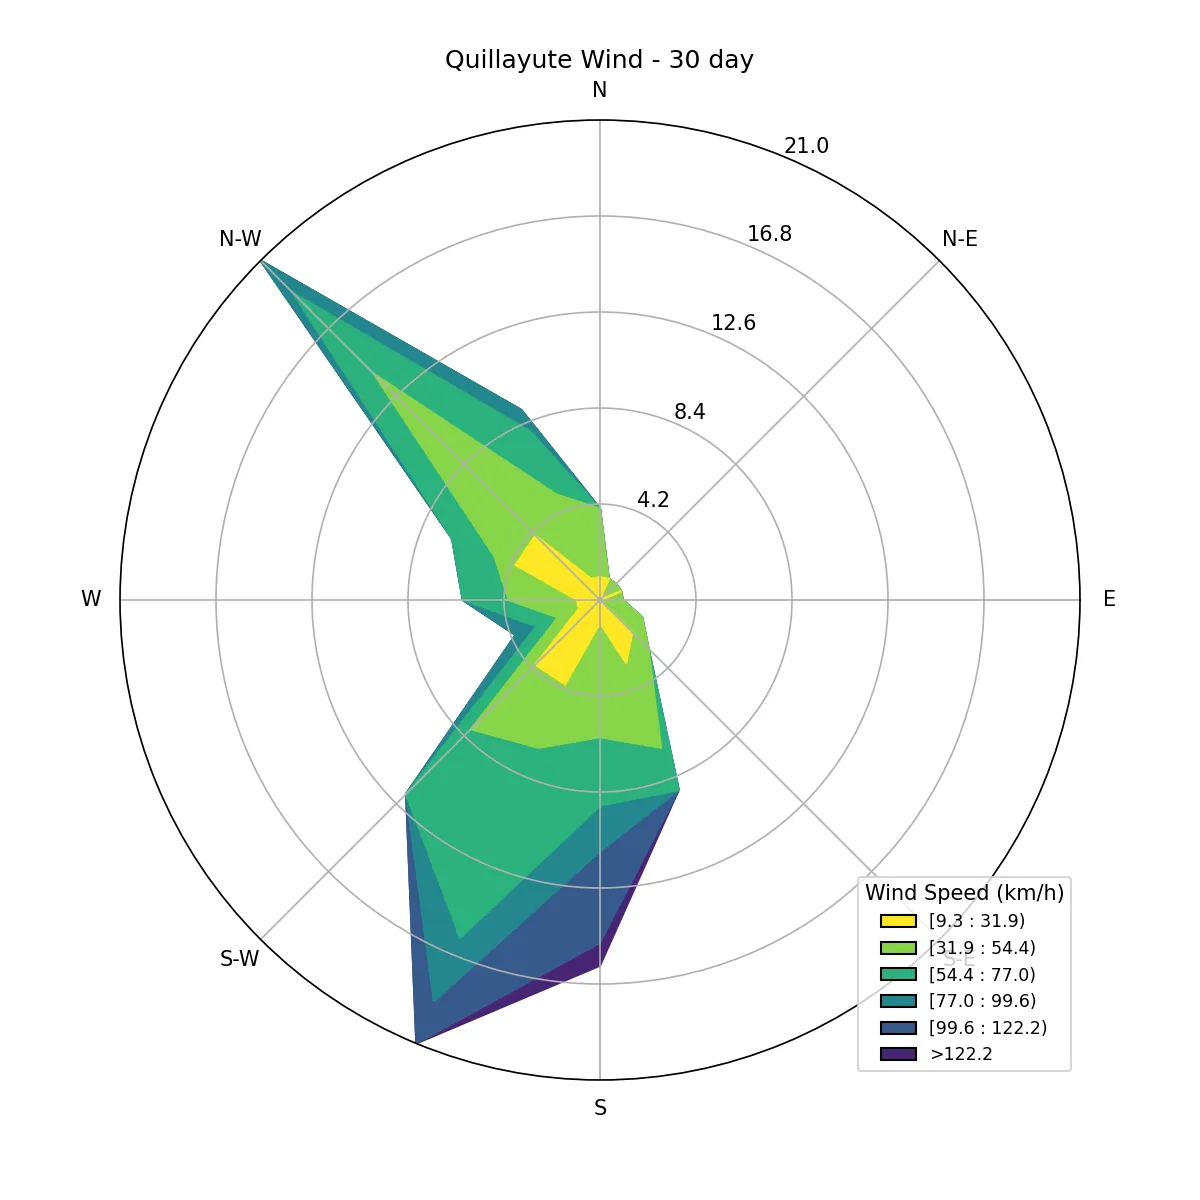 Quillayute Wind - 30 day
N
21.0
16.8
N-W
N-E
12.6
8.4
4.2
W
E
Wind Speed (km/h)
[9.3 : 31.9)
[31.9 : 54.4)
S-W
S-E
[54.4 : 77.0)
[77.0 : 99.6)
[99.6 : 122.2)
>122.2
S